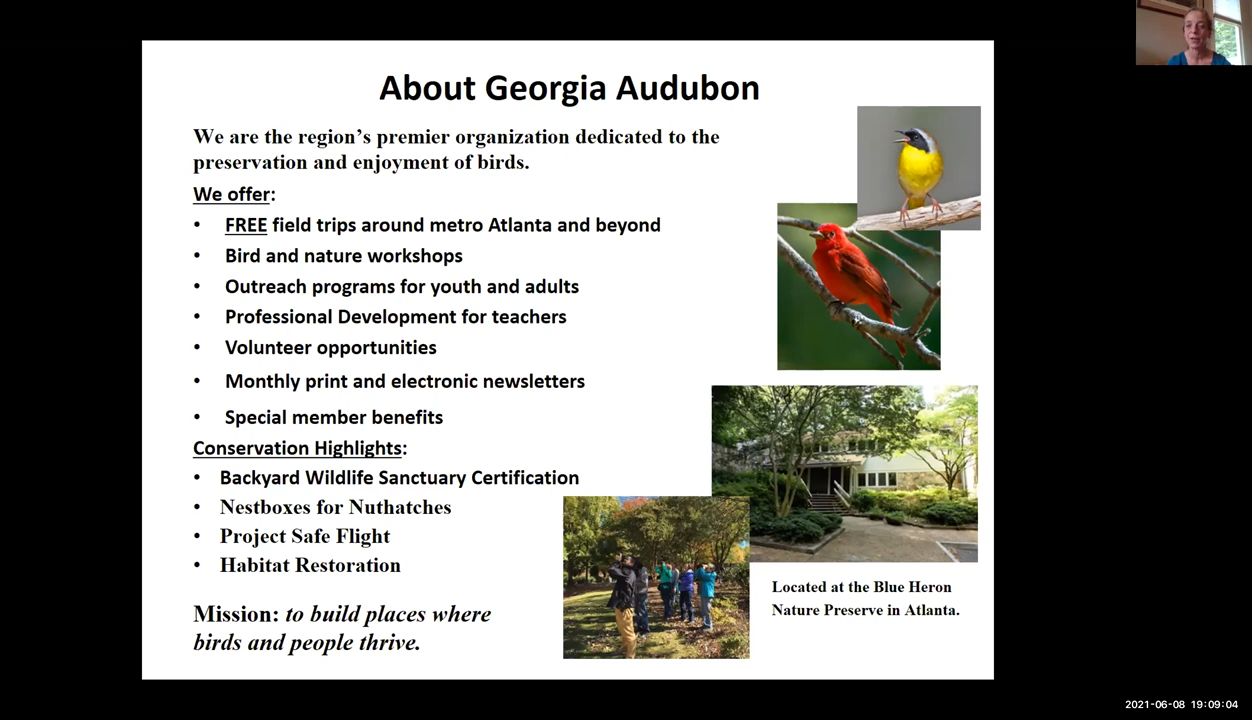 About Georgia Audubon
We are the region's premier organization dedicated to the
preservation and enjoyment of birds.
We offer:
• FREE field trips around metro Atlanta and beyond
• Bird and nature workshops
• Outreach programs for youth and adults
• Professional Development for teachers
• Volunteer opportunities
• Monthly print and electronic newsletters
• Special member benefits
Conservation Highlights:
• Backyard Wildlife Sanctuary Certification
• Nestboxes for Nuthatches
• Project Safe Flight
• Habitat Restoration
Mission: to build places where
birds and people thrive.
Located at the Blue Heron
Nature Preserve in Atlanta.
2021-06-08 19:09:04